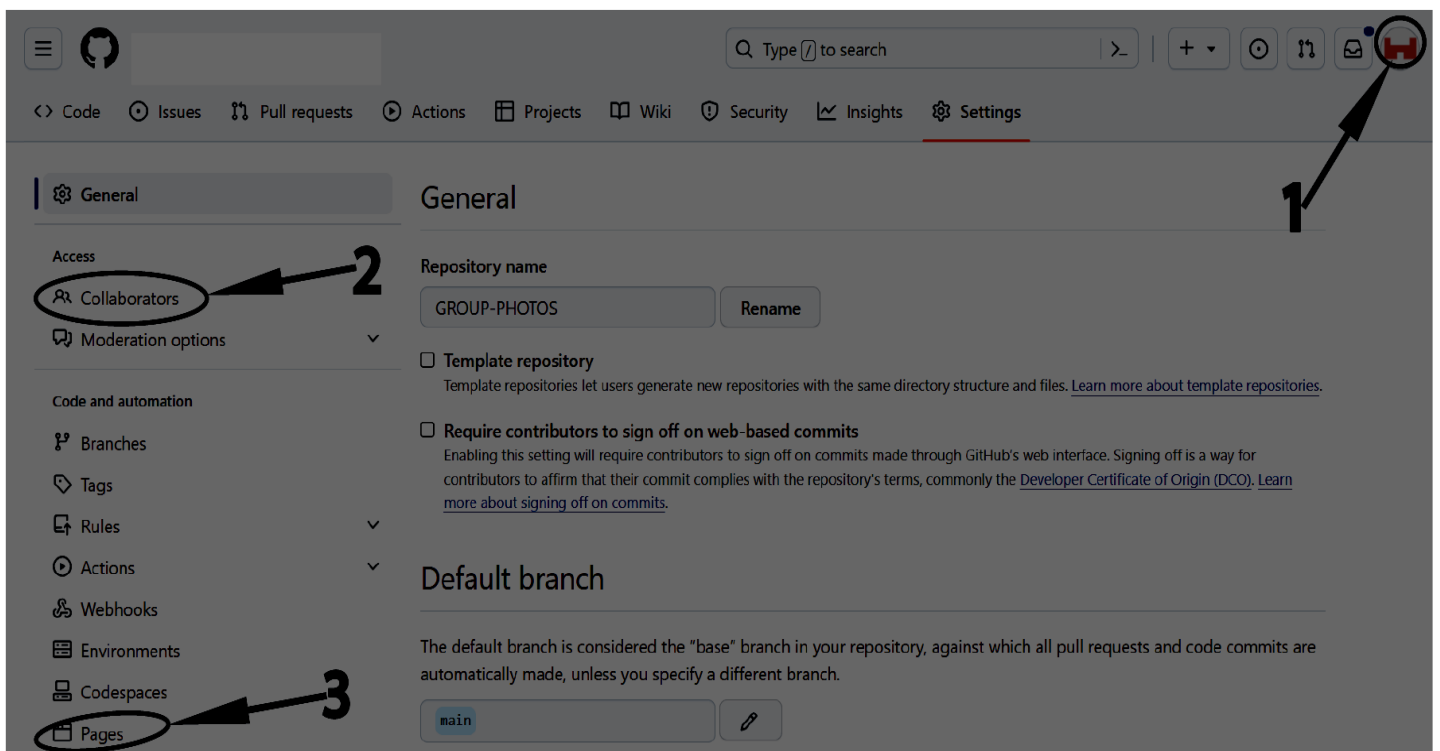 Type / to search
Code Issues Pull requests Actions Projects Wiki Security Insights Settings
1
General
Access
2
Collaborators
Moderation options
Code and automation
Branches
Tags
Rules
Actions
Webhooks
Environments
Codespaces
3
Pages
General
Repository name
GROUP-PHOTOS Rename
Template repository
Template repositories let users generate new repositories with the same directory structure and files. Learn more about template repositories.
Require contributors to sign off on web-based commits
Enabling this setting will require contributors to sign off on commits made through GitHub's web interface. Signing off is a way for
contributors to affirm that their commit complies with the repository's terms, commonly the Developer Certificate of Origin (DCO). Learn
more about signing off on commits.
Default branch
The default branch is considered the "base" branch in your repository, against which all pull requests and code commits are
automatically made, unless you specify a different branch.
main